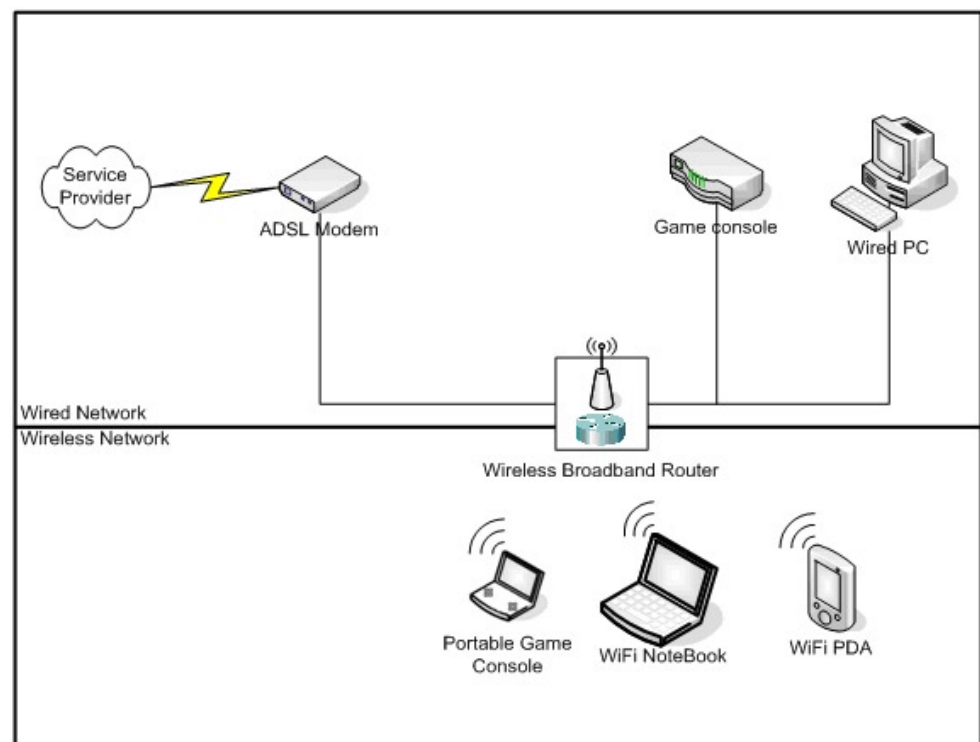 Service
Provider
ADSL Modem
Game console
Wired PC
Wired Network
Wireless Network
Wireless Broadband Router
Portable Game
Console
WiFi NoteBook
WiFi PDA